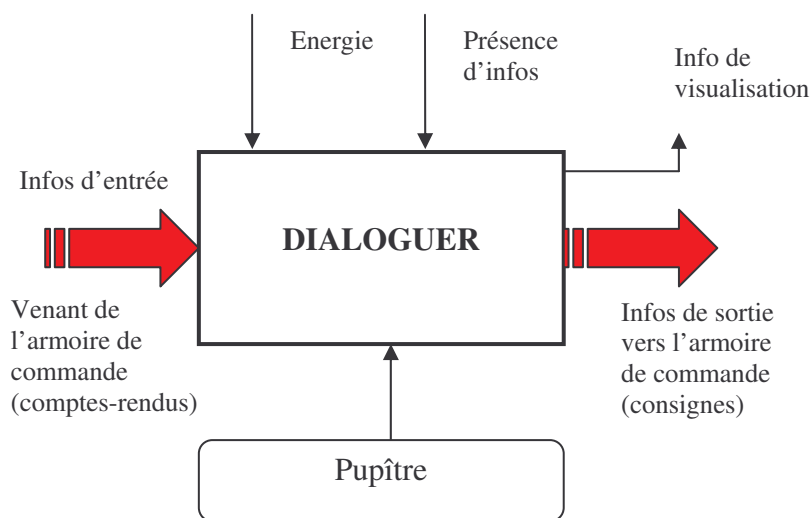 Energie
Présence
d’infos
Info de
visualisation
Infos d’entrée
DIALOGUER
Venant de
l’armoire de
commande
(comptes-rendus)
Infos de sortie
vers l’armoire
de commande
(consignes)
Pupître